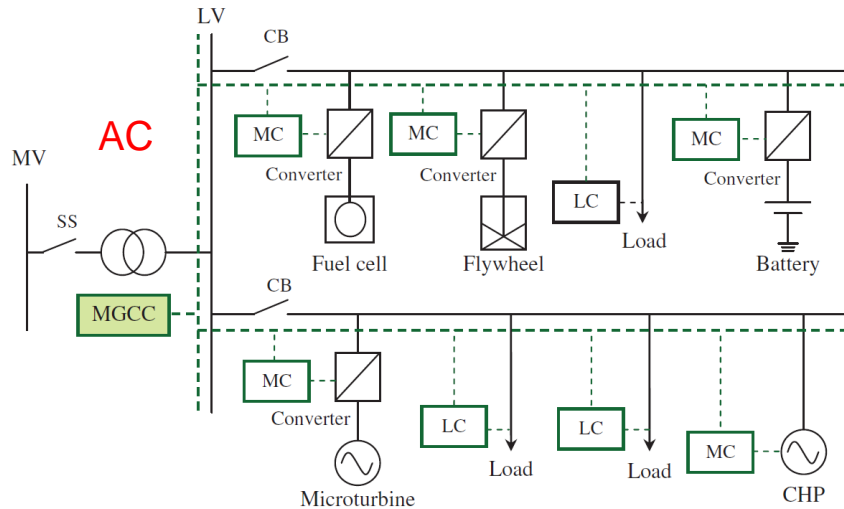 LV
CB
AC
MV
SS
MC
Converter
Fuel cell
MC
Converter
Flywheel
LC
Load
MC
Converter
Battery
MGCC
CB
MC
Converter
Microturbine
LC
Load
LC
Load
MC
CHP